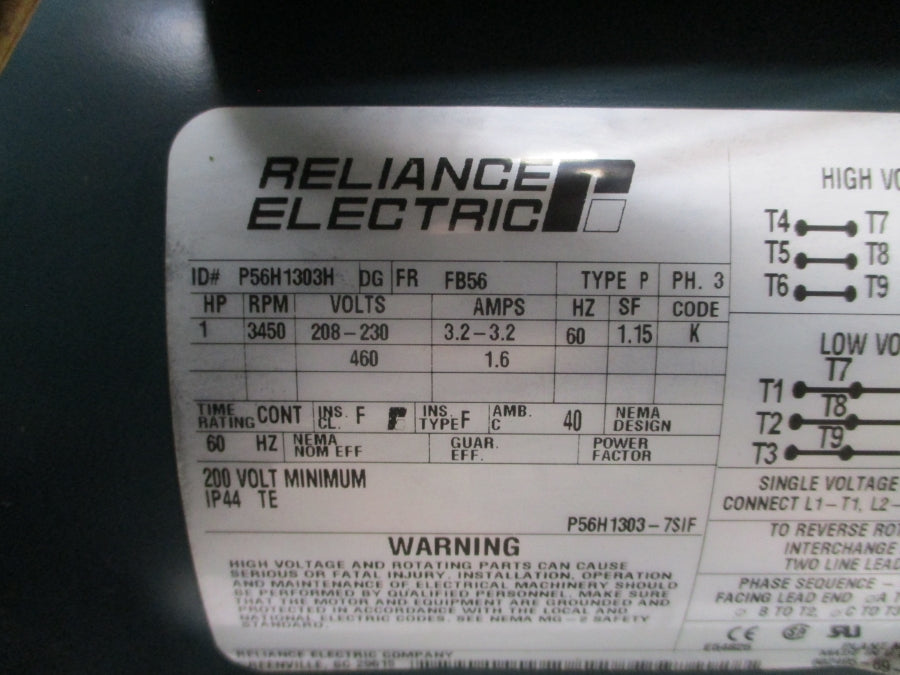 RELIANCE
ELECTRIC
ID# P56H1303H DG FR FB56 TYPE P PH. 3
HP RPM VOLTS AMPS HZ SF CODE
1 3450 208-230 3.2-3.2 60 1.15 K
460 1.6
TIME RATING CONT INS. CL. F INS. TYPE F AMB. C 40 NEMA DESIGN
60 HZ NEMA NOM EFF GUAR. EFF. POWER FACTOR
200 VOLT MINIMUM
IP44 TE
P56H1303-7SIF
WARNING
HIGH VOLTAGE AND ROTATING PARTS CAN CAUSE
SERIOUS OR FATAL INJURY. INSTALLATION, OPERATION
AND MAINTENANCE OF ELECTRICAL MACHINERY SHOULD
BE PERFORMED BY QUALIFIED PERSONNEL. MAKE SURE
THAT THE MOTOR AND EQUIPMENT ARE GROUNDED AND
PROTECTED IN ACCORDANCE WITH THE LOCAL AND
NATIONAL ELECTRIC CODES. SEE NEMA MG-2 SAFETY
STANDARD.
RELIANCE ELECTRIC COMPANY
GREENVILLE, SC 29615
HIGH VO
T4 T7
T5 T8
T6 T9
LOW VO
T7
T1
T8
T2
T9
T3
SINGLE VOLTAGE
CONNECT L1-T1, L2-
TO REVERSE ROT
INTERCHANGE
TWO LINE LEAD
PHASE SEQUENCE -
FACING LEAD END A T
B TO T2, C TO T3
CE